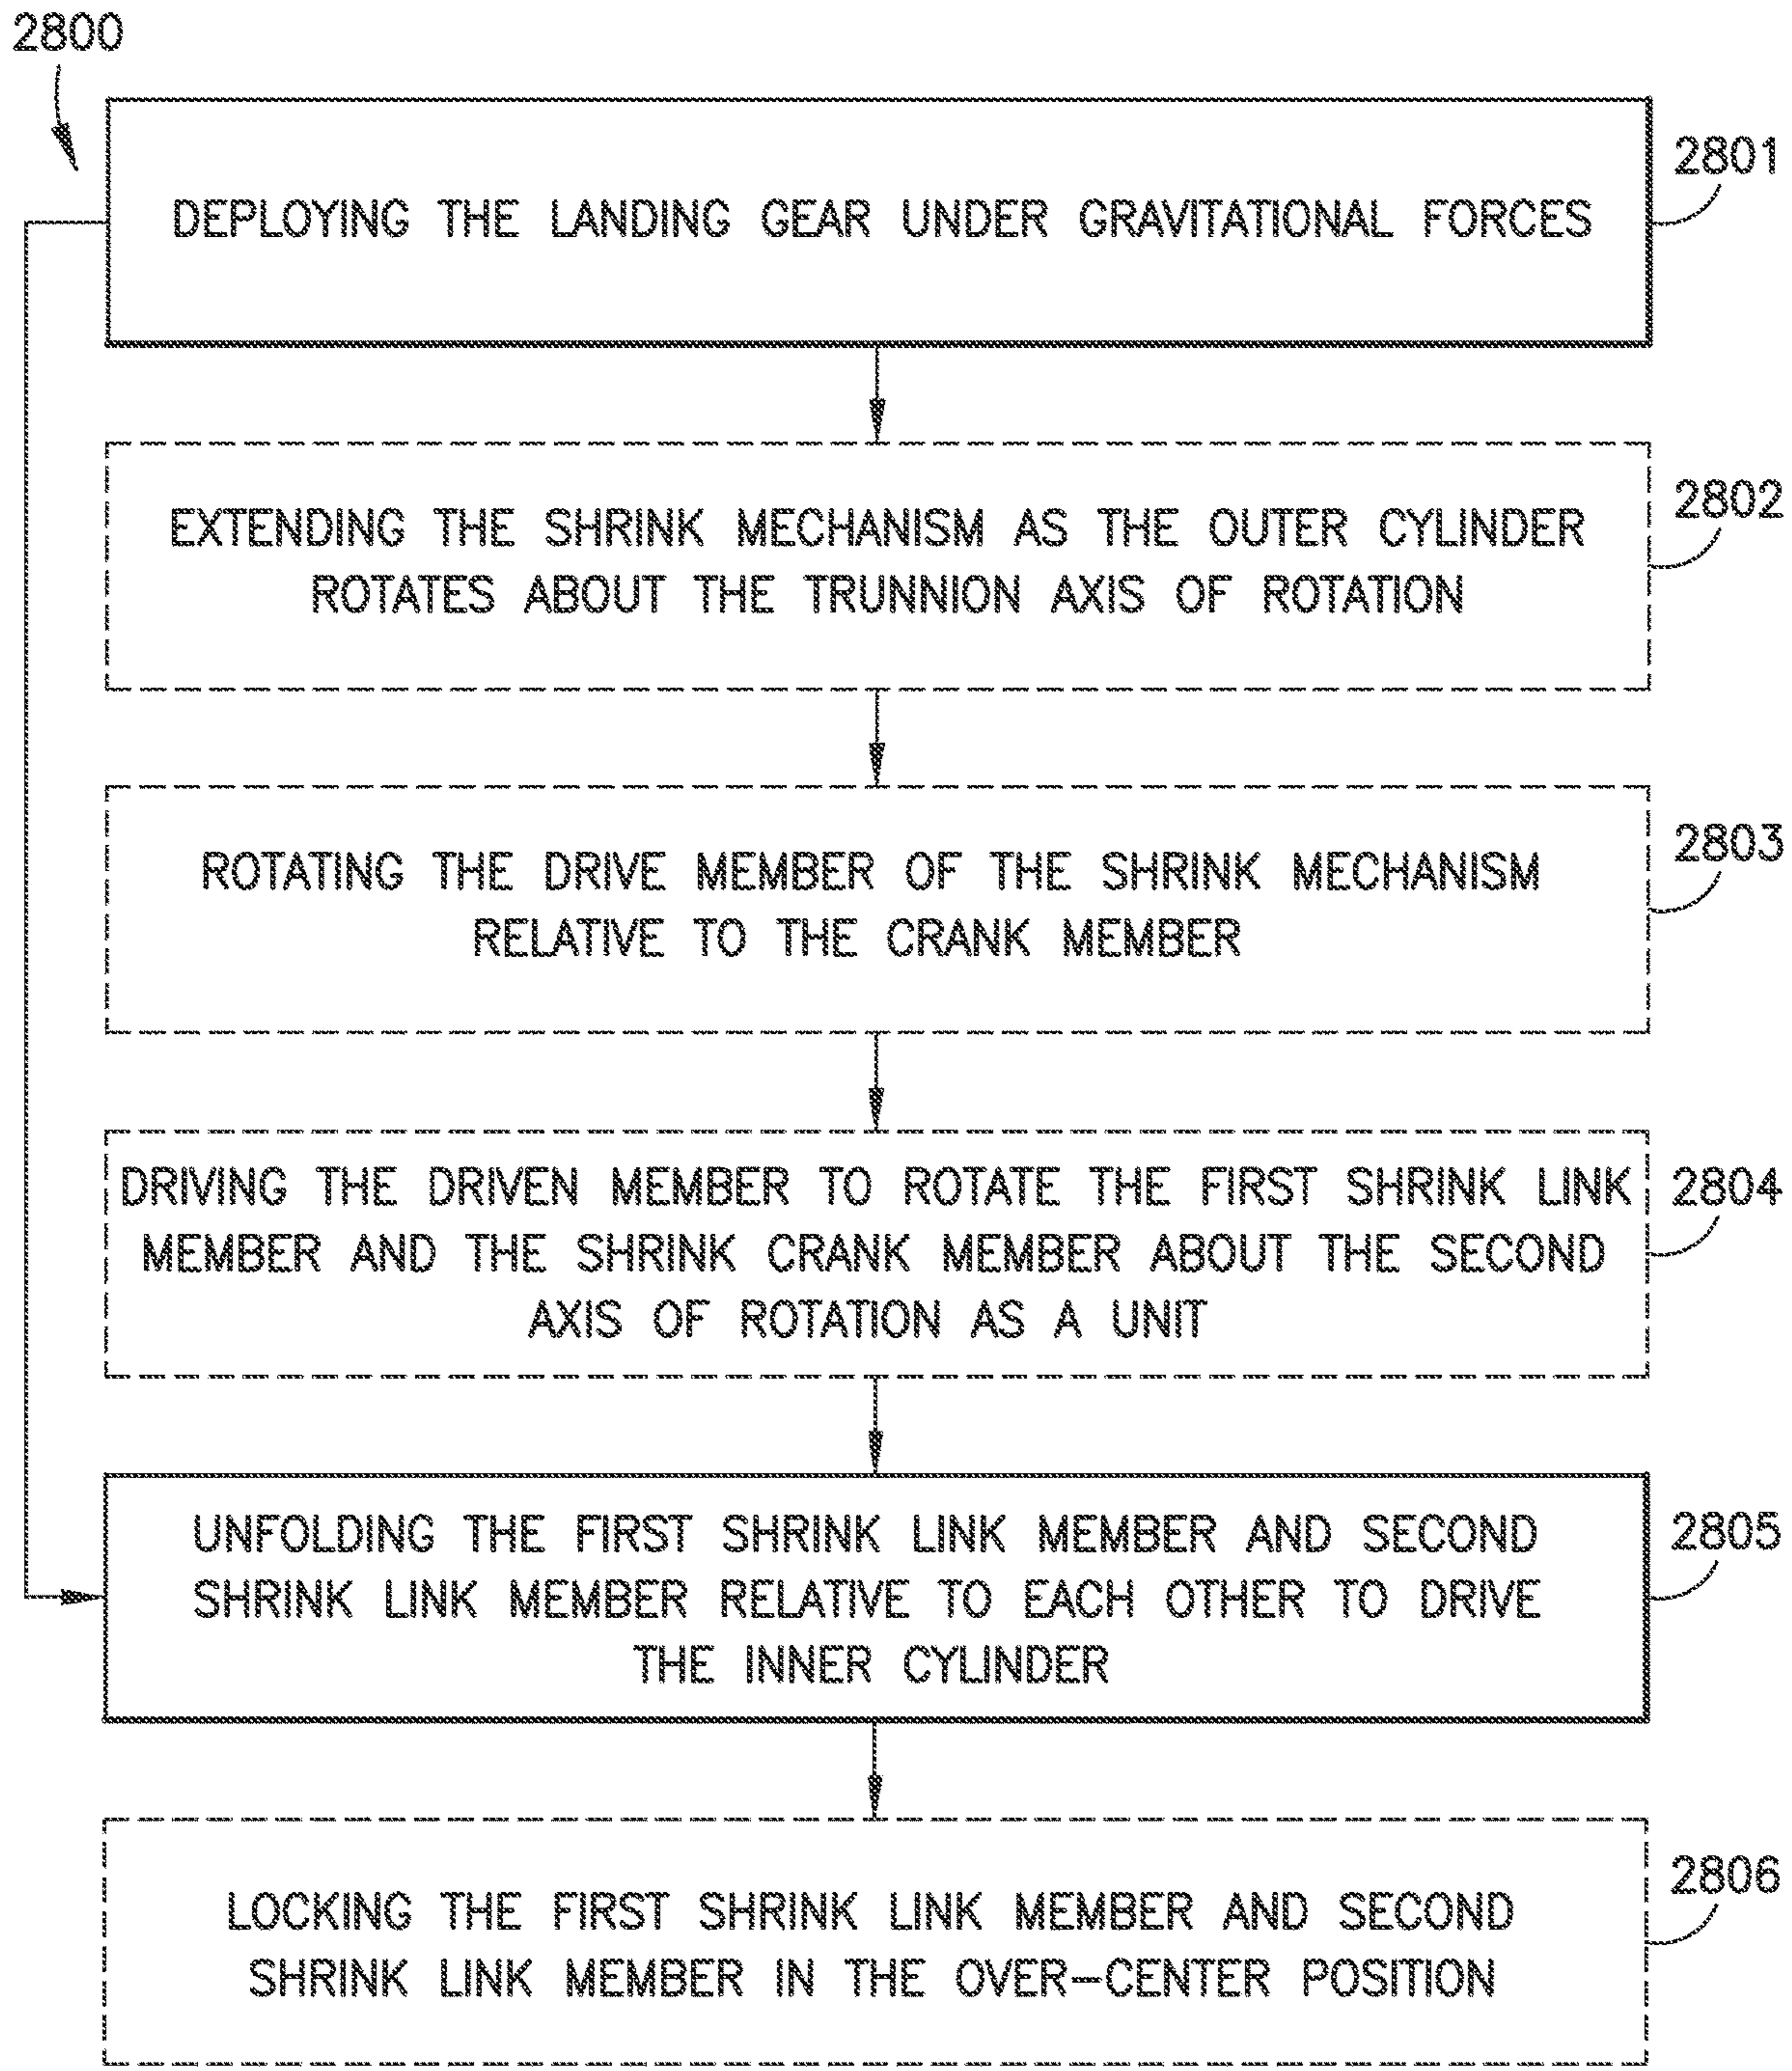 2800
DEPLOYING THE LANDING GEAR UNDER GRAVITATIONAL FORCES
2801
EXTENDING THE SHRINK MECHANISM AS THE OUTER CYLINDER
ROTATES ABOUT THE TRUNNION AXIS OF ROTATION
2802
ROTATING THE DRIVE MEMBER OF THE SHRINK MECHANISM
RELATIVE TO THE CRANK MEMBER
2803
DRIVING THE DRIVEN MEMBER TO ROTATE THE FIRST SHRINK LINK
MEMBER AND THE SHRINK CRANK MEMBER ABOUT THE SECOND
AXIS OF ROTATION AS A UNIT
2804
UNFOLDING THE FIRST SHRINK LINK MEMBER AND SECOND
SHRINK LINK MEMBER RELATIVE TO EACH OTHER TO DRIVE
THE INNER CYLINDER
2805
LOCKING THE FIRST SHRINK LINK MEMBER AND SECOND
SHRINK LINK MEMBER IN THE OVER-CENTER POSITION
2806